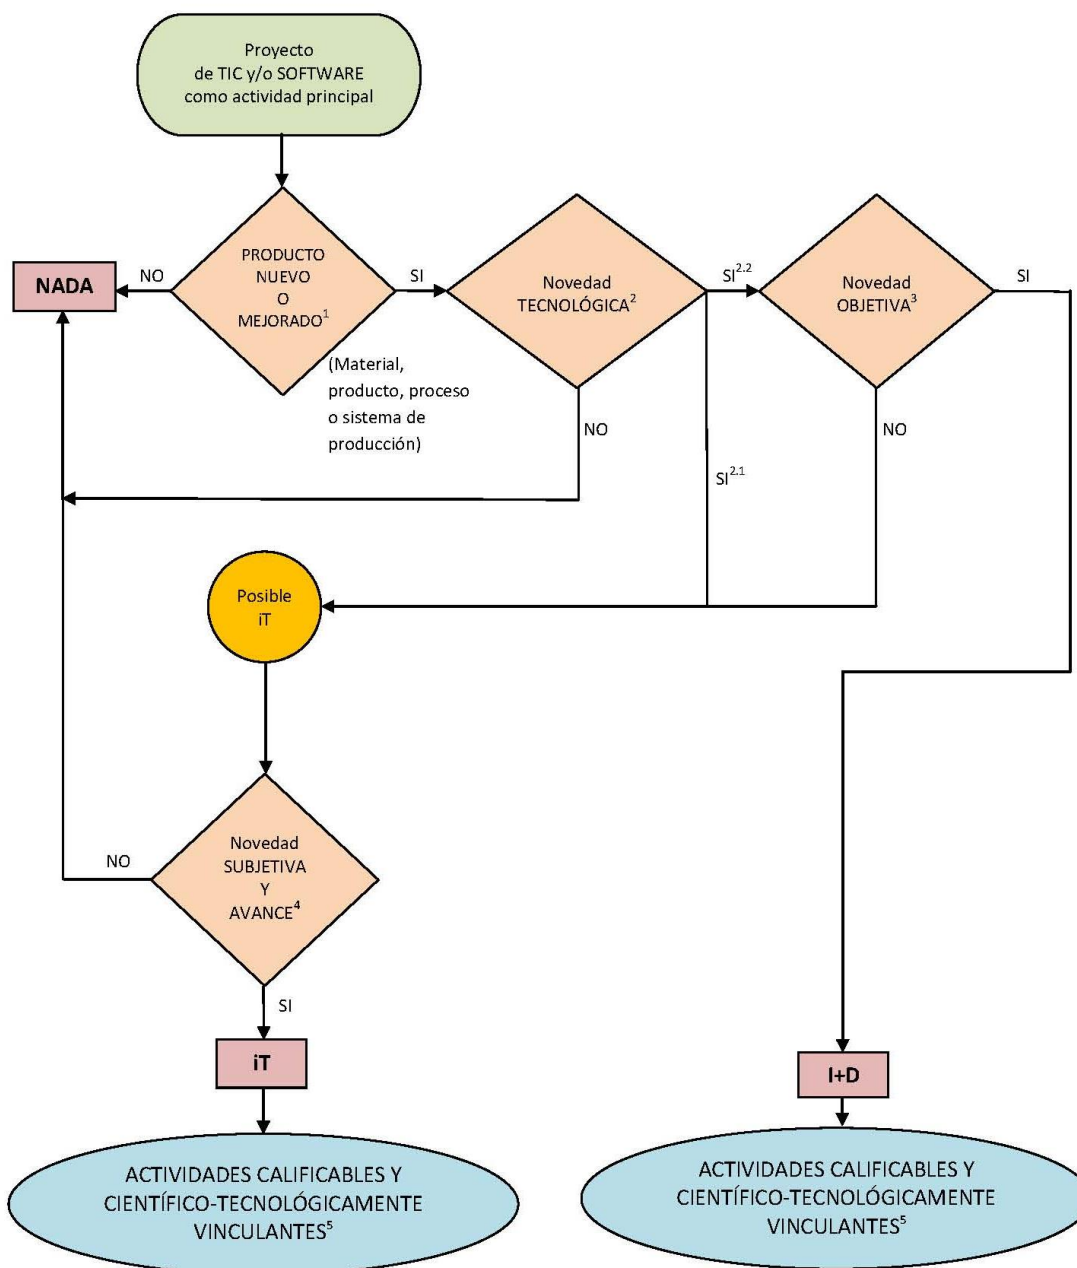 Proyecto
de TIC y/o SOFTWARE
como actividad principal
PRODUCTO
NUEVO
O
MEJORADO¹
NO
NADA
SI
(Material,
producto, proceso
o sistema de
producción)
Novedad
TECNOLÓGICA²
NO
SI²·²
SI²·¹
Novedad
OBJETIVA³
SI
NO
Posible
iT
Novedad
SUBJETIVA
Y
AVANCE⁴
NO
SI
iT
I+D
ACTIVIDADES CALIFICABLES Y
CIENTÍFICO-TECNOLÓGICAMENTE
VINCULANTES⁵
ACTIVIDADES CALIFICABLES Y
CIENTÍFICO-TECNOLÓGICAMENTE
VINCULANTES⁵